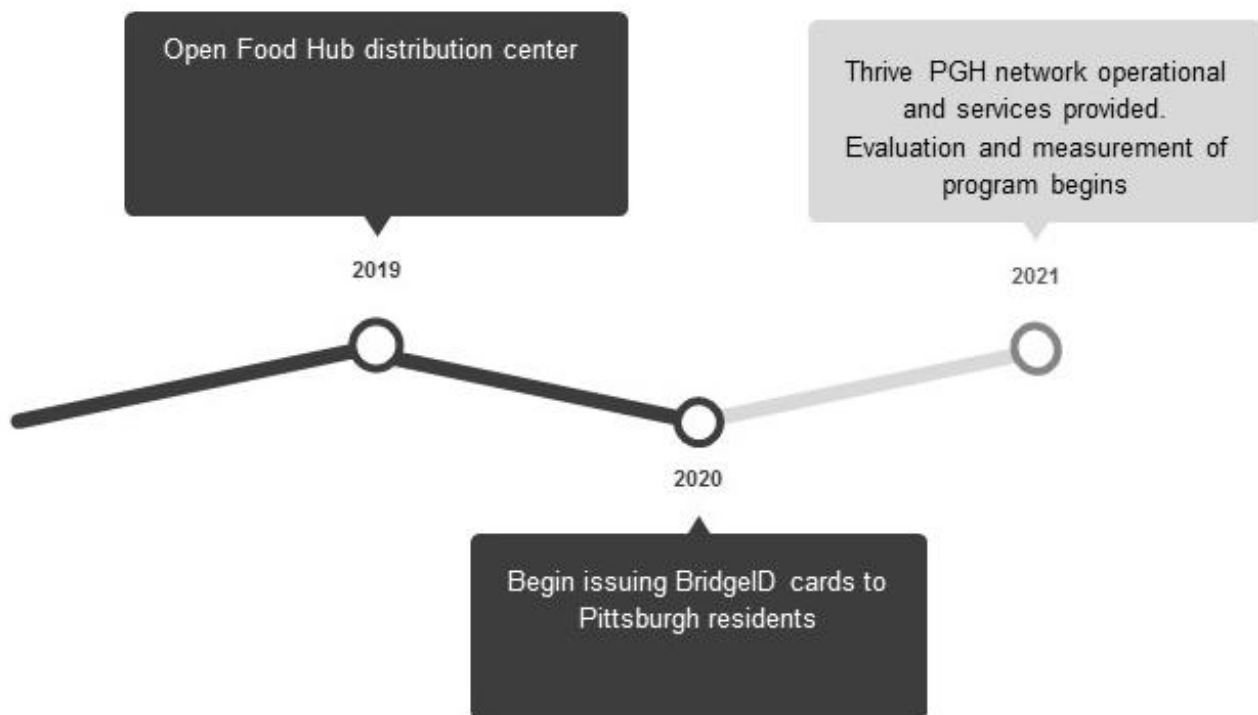 Open Food Hub distribution center
Thrive PGH network operational
and services provided.
Evaluation and measurement of
program begins
2019
2021
2020
Begin issuing BridgeID cards to
Pittsburgh residents